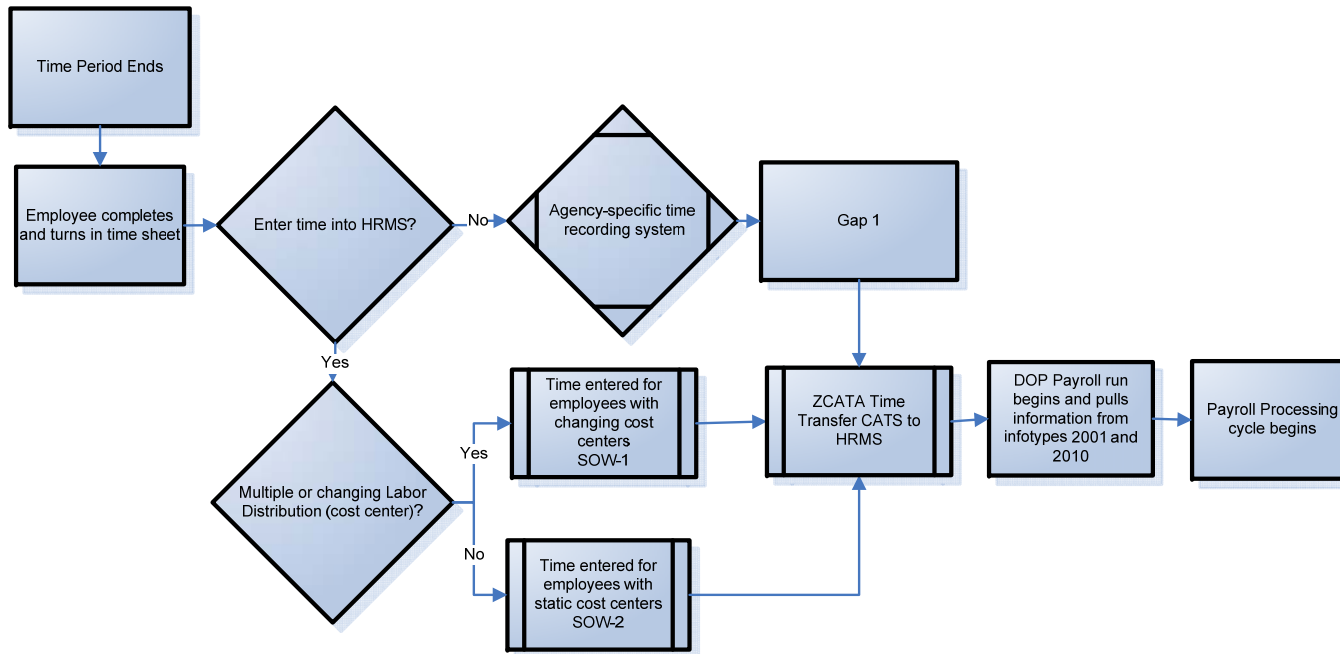 Time Period Ends
Employee completes
and turns in time sheet
Enter time into HRMS?
No
Agency-specific time
recording system
Gap 1
Yes
Multiple or changing Labor
Distribution (cost center)?
Yes
Time entered for
employees with
changing cost
centers
SOW-1
No
Time entered for
employees with
static cost centers
SOW-2
ZCATA Time
Transfer CATS to
HRMS
DOP Payroll run
begins and pulls
information from
infotypes 2001 and
2010
Payroll Processing
cycle begins